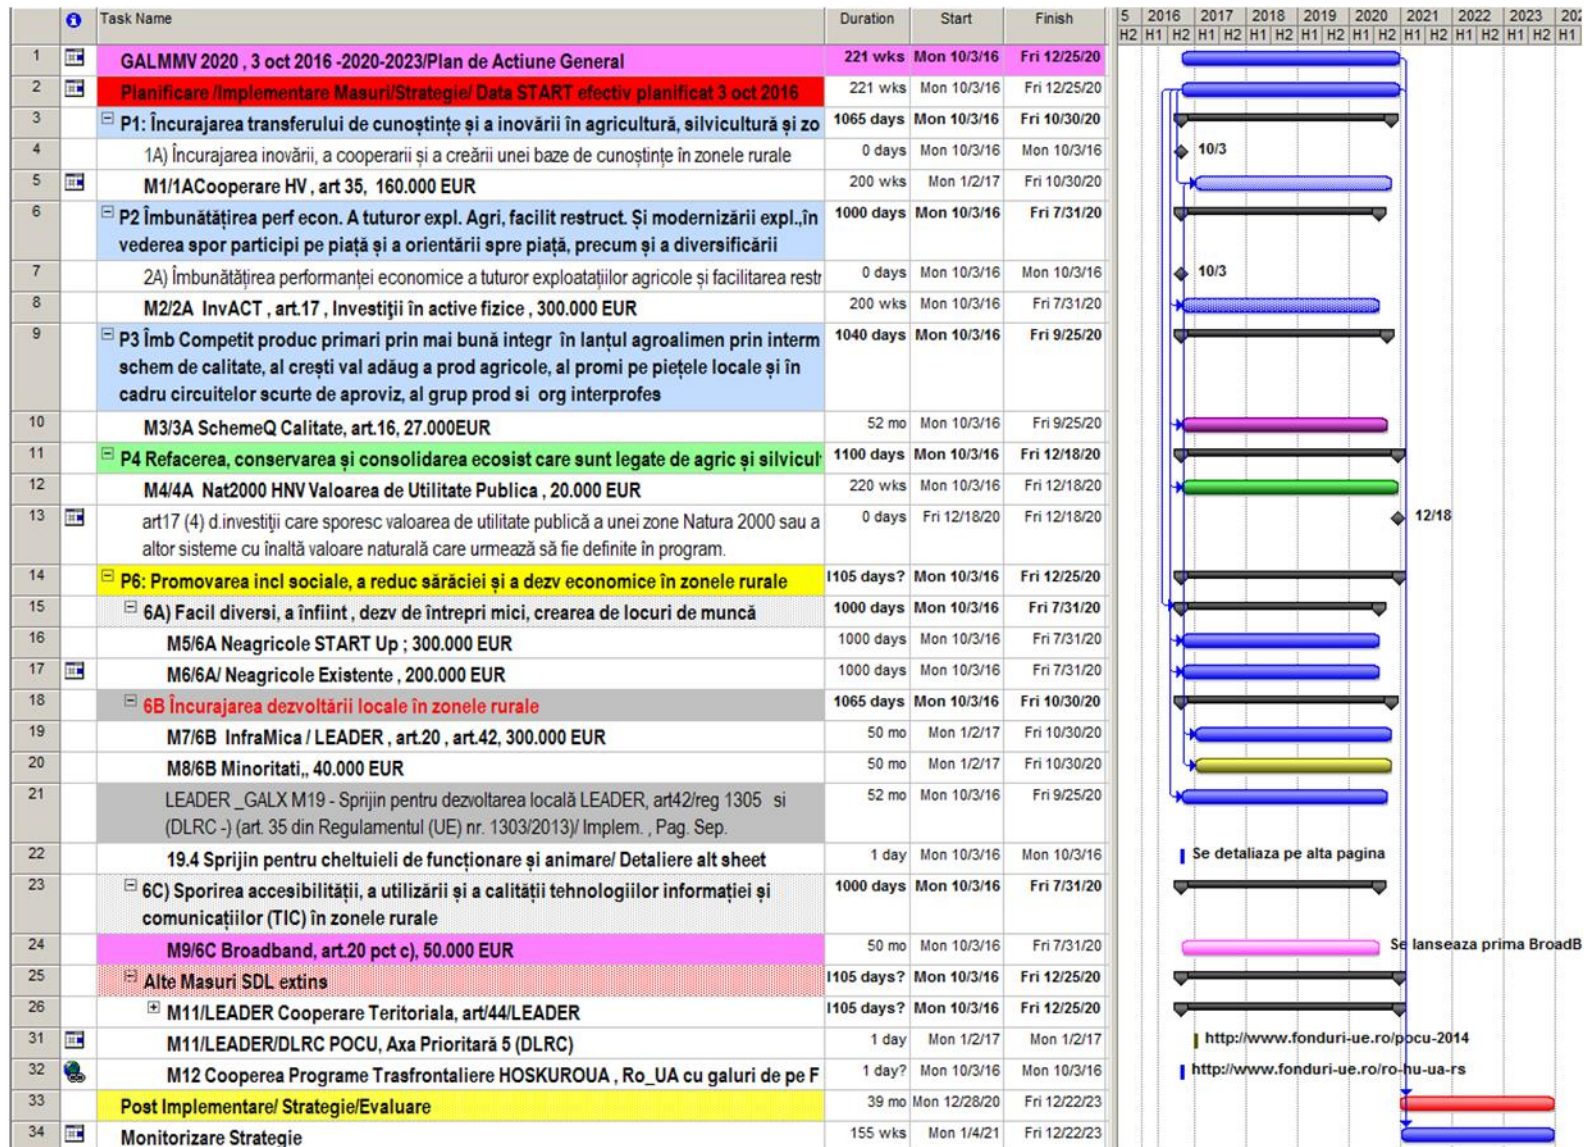 Task Name Duration Start Finish 5 2016 2017 2018 2019 2020 2021 2022 2023 202
H2 H1 H2 H1 H2 H1 H2 H1 H2 H1 H2 H1 H2 H1 H2 H1 H2 H1
1 GALMMV 2020 , 3 oct 2016 -2020-2023/Plan de Actiune General 221 wks Mon 10/3/16 Fri 12/25/20
2 Planificare /Implementare Masuri/Strategie/ Data START efectiv planificat 3 oct 2016 221 wks Mon 10/3/16 Fri 12/25/20
3 P1: Încurajarea transferului de cunoștințe și a inovării în agricultură, silvicultură și zo 1065 days Mon 10/3/16 Fri 10/30/20
4 1A) Încurajarea inovării, a cooperarii și a creării unei baze de cunoștințe în zonele rurale 0 days Mon 10/3/16 Mon 10/3/16 10/3
5 M1/1ACooperare HV , art 35, 160.000 EUR 200 wks Mon 1/2/17 Fri 10/30/20
6 P2 Îmbunătățirea perf econ. A tuturor expl. Agri, facilit restruct. Și modernizării expl.,în 1000 days Mon 10/3/16 Fri 7/31/20
vederea spor participi pe piață și a orientării spre piață, precum și a diversificării
7 2A) Îmbunătățirea performanței economice a tuturor exploatațiilor agricole și facilitarea restr 0 days Mon 10/3/16 Mon 10/3/16 10/3
8 M2/2A InvACT , art.17 , Investiţii în active fizice , 300.000 EUR 200 wks Mon 10/3/16 Fri 7/31/20
9 P3 Îmb Competit produc primari prin mai bună integr în lanțul agroalimen prin interm 1040 days Mon 10/3/16 Fri 9/25/20
schem de calitate, al crești val adăug a prod agricole, al promi pe piețele locale și în
cadru circuitelor scurte de aproviz, al grup prod si org interprofes
10 M3/3A SchemeQ Calitate, art.16, 27.000EUR 52 mo Mon 10/3/16 Fri 9/25/20
11 P4 Refacerea, conservarea și consolidarea ecosist care sunt legate de agric și silvicul 1100 days Mon 10/3/16 Fri 12/18/20
12 M4/4A Nat2000 HNV Valoarea de Utilitate Publica , 20.000 EUR 220 wks Mon 10/3/16 Fri 12/18/20
13 art17 (4) d.investiţii care sporesc valoarea de utilitate publică a unei zone Natura 2000 sau a 0 days Fri 12/18/20 Fri 12/18/20 12/18
altor sisteme cu înaltă valoare naturală care urmează să fie definite în program.
14 P6: Promovarea incl sociale, a reduc sărăciei și a dezv economice în zonele rurale 1105 days? Mon 10/3/16 Fri 12/25/20
15 6A) Facil diversi, a înfiint , dezv de întrepri mici, crearea de locuri de muncă 1000 days Mon 10/3/16 Fri 7/31/20
16 M5/6A Neagricole START Up ; 300.000 EUR 1000 days Mon 10/3/16 Fri 7/31/20
17 M6/6A/ Neagricole Existente , 200.000 EUR 1000 days Mon 10/3/16 Fri 7/31/20
18 6B Încurajarea dezvoltării locale în zonele rurale 1065 days Mon 10/3/16 Fri 10/30/20
19 M7/6B InfraMica / LEADER , art.20 , art.42, 300.000 EUR 50 mo Mon 1/2/17 Fri 10/30/20
20 M8/6B Minoritati,, 40.000 EUR 50 mo Mon 1/2/17 Fri 10/30/20
21 LEADER _GALX M19 - Sprijin pentru dezvoltarea locală LEADER, art42/reg 1305 si 52 mo Mon 10/3/16 Fri 9/25/20
(DLRC -) (art. 35 din Regulamentul (UE) nr. 1303/2013)/ Implem. , Pag. Sep.
22 19.4 Sprijin pentru cheltuieli de funcționare și animare/ Detaliere alt sheet 1 day Mon 10/3/16 Mon 10/3/16 Se detaliaza pe alta pagina
23 6C) Sporirea accesibilității, a utilizării și a calității tehnologiilor informației și 1000 days Mon 10/3/16 Fri 7/31/20
comunicațiilor (TIC) în zonele rurale
24 M9/6C Broadband, art.20 pct c), 50.000 EUR 50 mo Mon 10/3/16 Fri 7/31/20 Se lanseaza prima BroadB
25 Alte Masuri SDL extins 1105 days? Mon 10/3/16 Fri 12/25/20
26 M11/LEADER Cooperare Teritoriala, art/44/LEADER 1105 days? Mon 10/3/16 Fri 12/25/20
31 M11/LEADER/DLRC POCU, Axa Prioritară 5 (DLRC) 1 day Mon 1/2/17 Mon 1/2/17 http://www.fonduri-ue.ro/pocu-2014
32 M12 Cooperea Programe Trasfrontaliere HOSKUROUA , Ro_UA cu galuri de pe F 1 day? Mon 10/3/16 Mon 10/3/16 http://www.fonduri-ue.ro/ro-hu-ua-rs
33 Post Implementare/ Strategie/Evaluare 39 mo Mon 12/28/20 Fri 12/22/23
34 Monitorizare Strategie 155 wks Mon 1/4/21 Fri 12/22/23